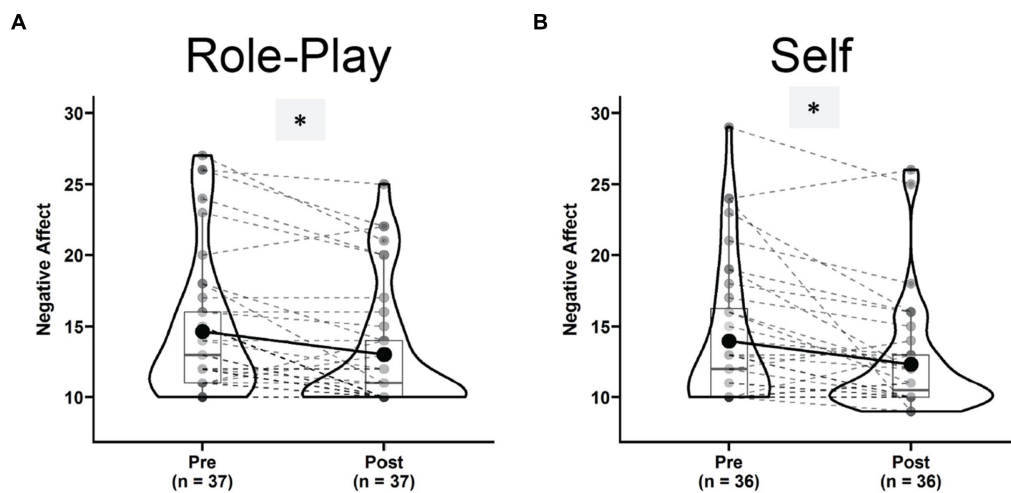 A
Role-Play
*
Negative Affect
30
25
20
15
10
Pre
(n = 37)
Post
(n = 37)
B
Self
*
Negative Affect
30
25
20
15
10
Pre
(n = 36)
Post
(n = 36)